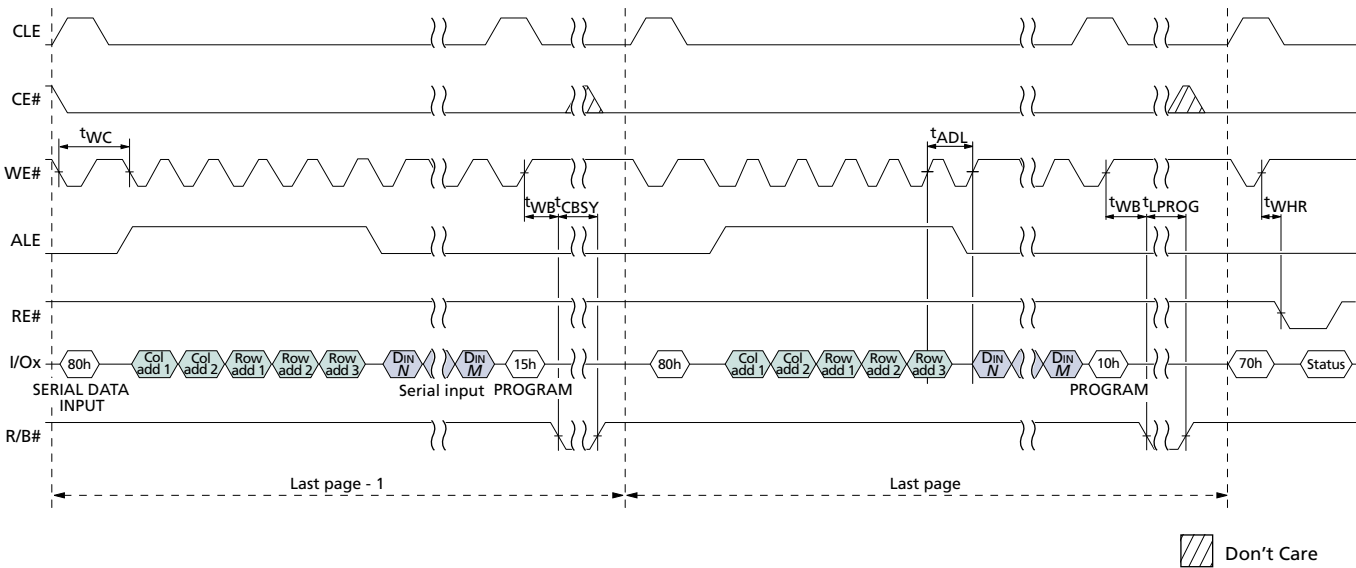 CLE
CE#
tWC
tADL
WE#
tWB tCBSY
tWB tLPROG
tWHR
ALE
RE#
I/Ox
80h
Col add 1
Col add 2
Row add 1
Row add 2
Row add 3
DIN N
DIN M
15h
80h
Col add 1
Col add 2
Row add 1
Row add 2
Row add 3
DIN N
DIN M
10h
70h
Status
SERIAL DATA INPUT
Serial input
PROGRAM
PROGRAM
R/B#
Last page - 1
Last page
Don't Care